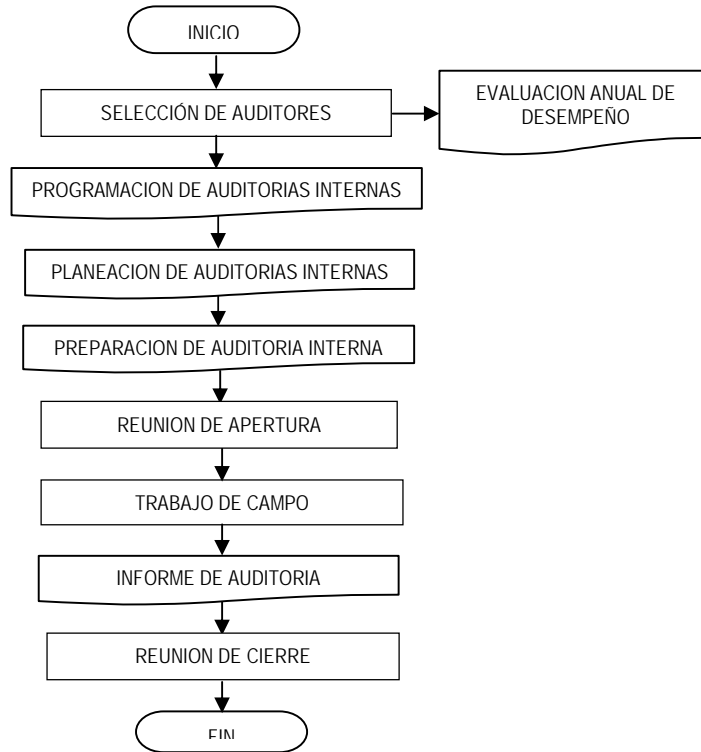 INICIO
SELECCIÓN DE AUDITORES
EVALUACION ANUAL DE
DESEMPEÑO
PROGRAMACION DE AUDITORIAS INTERNAS
PLANEACION DE AUDITORIAS INTERNAS
PREPARACION DE AUDITORIA INTERNA
REUNION DE APERTURA
TRABAJO DE CAMPO
INFORME DE AUDITORIA
REUNION DE CIERRE
FIN